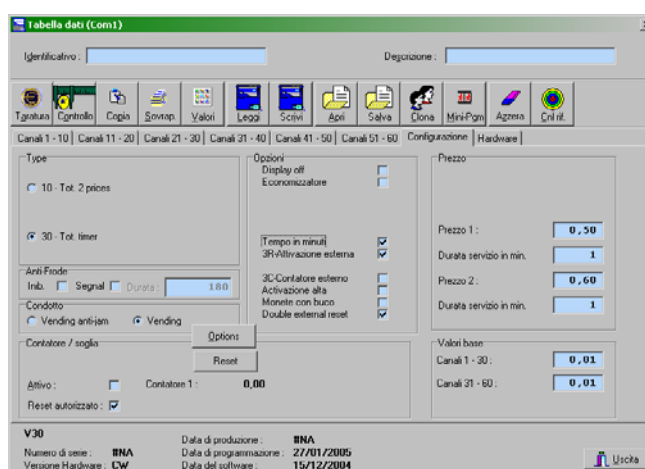 Tabella dati (Com1)
Identificativo :
Descrizione :
Taratura Controllo Copia Sovrap. Valori Leggi Scrivi Apri Salva Clona Mini-Pgm Azzera Cnl rif.
Canali 1 - 10 Canali 11 - 20 Canali 21 - 30 Canali 31 - 40 Canali 41 - 50 Canali 51 - 60 Configurazione Hardware
Type
10 - Tot. 2 prices
30 - Tot. timer
Anti-Frode
Inib. Segnal Durata : 180
Condotto
Vending anti-jam Vending
Opzioni
Display off
Economizzatore
Tempo in minuti
3R-Attivazione esterna
3C-Contatore esterno
Activazione alta
Monete con buco
Double external reset
Prezzo
Prezzo 1 : 0,50
Durata servizio in min. 1
Prezzo 2 : 0,60
Durata servizio in min. 1
Options
Reset
Contatore / soglia
Attivo : Contatore 1 : 0,00
Reset autorizzato :
Valori base
Canali 1 - 30 : 0,01
Canali 31 - 60 : 0,01
V30
Numero di serie : #NA
Versione Hardware : CW
Data di produzione : #NA
Data di programmazione : 27/01/2005
Data del software : 15/12/2004
Uscita